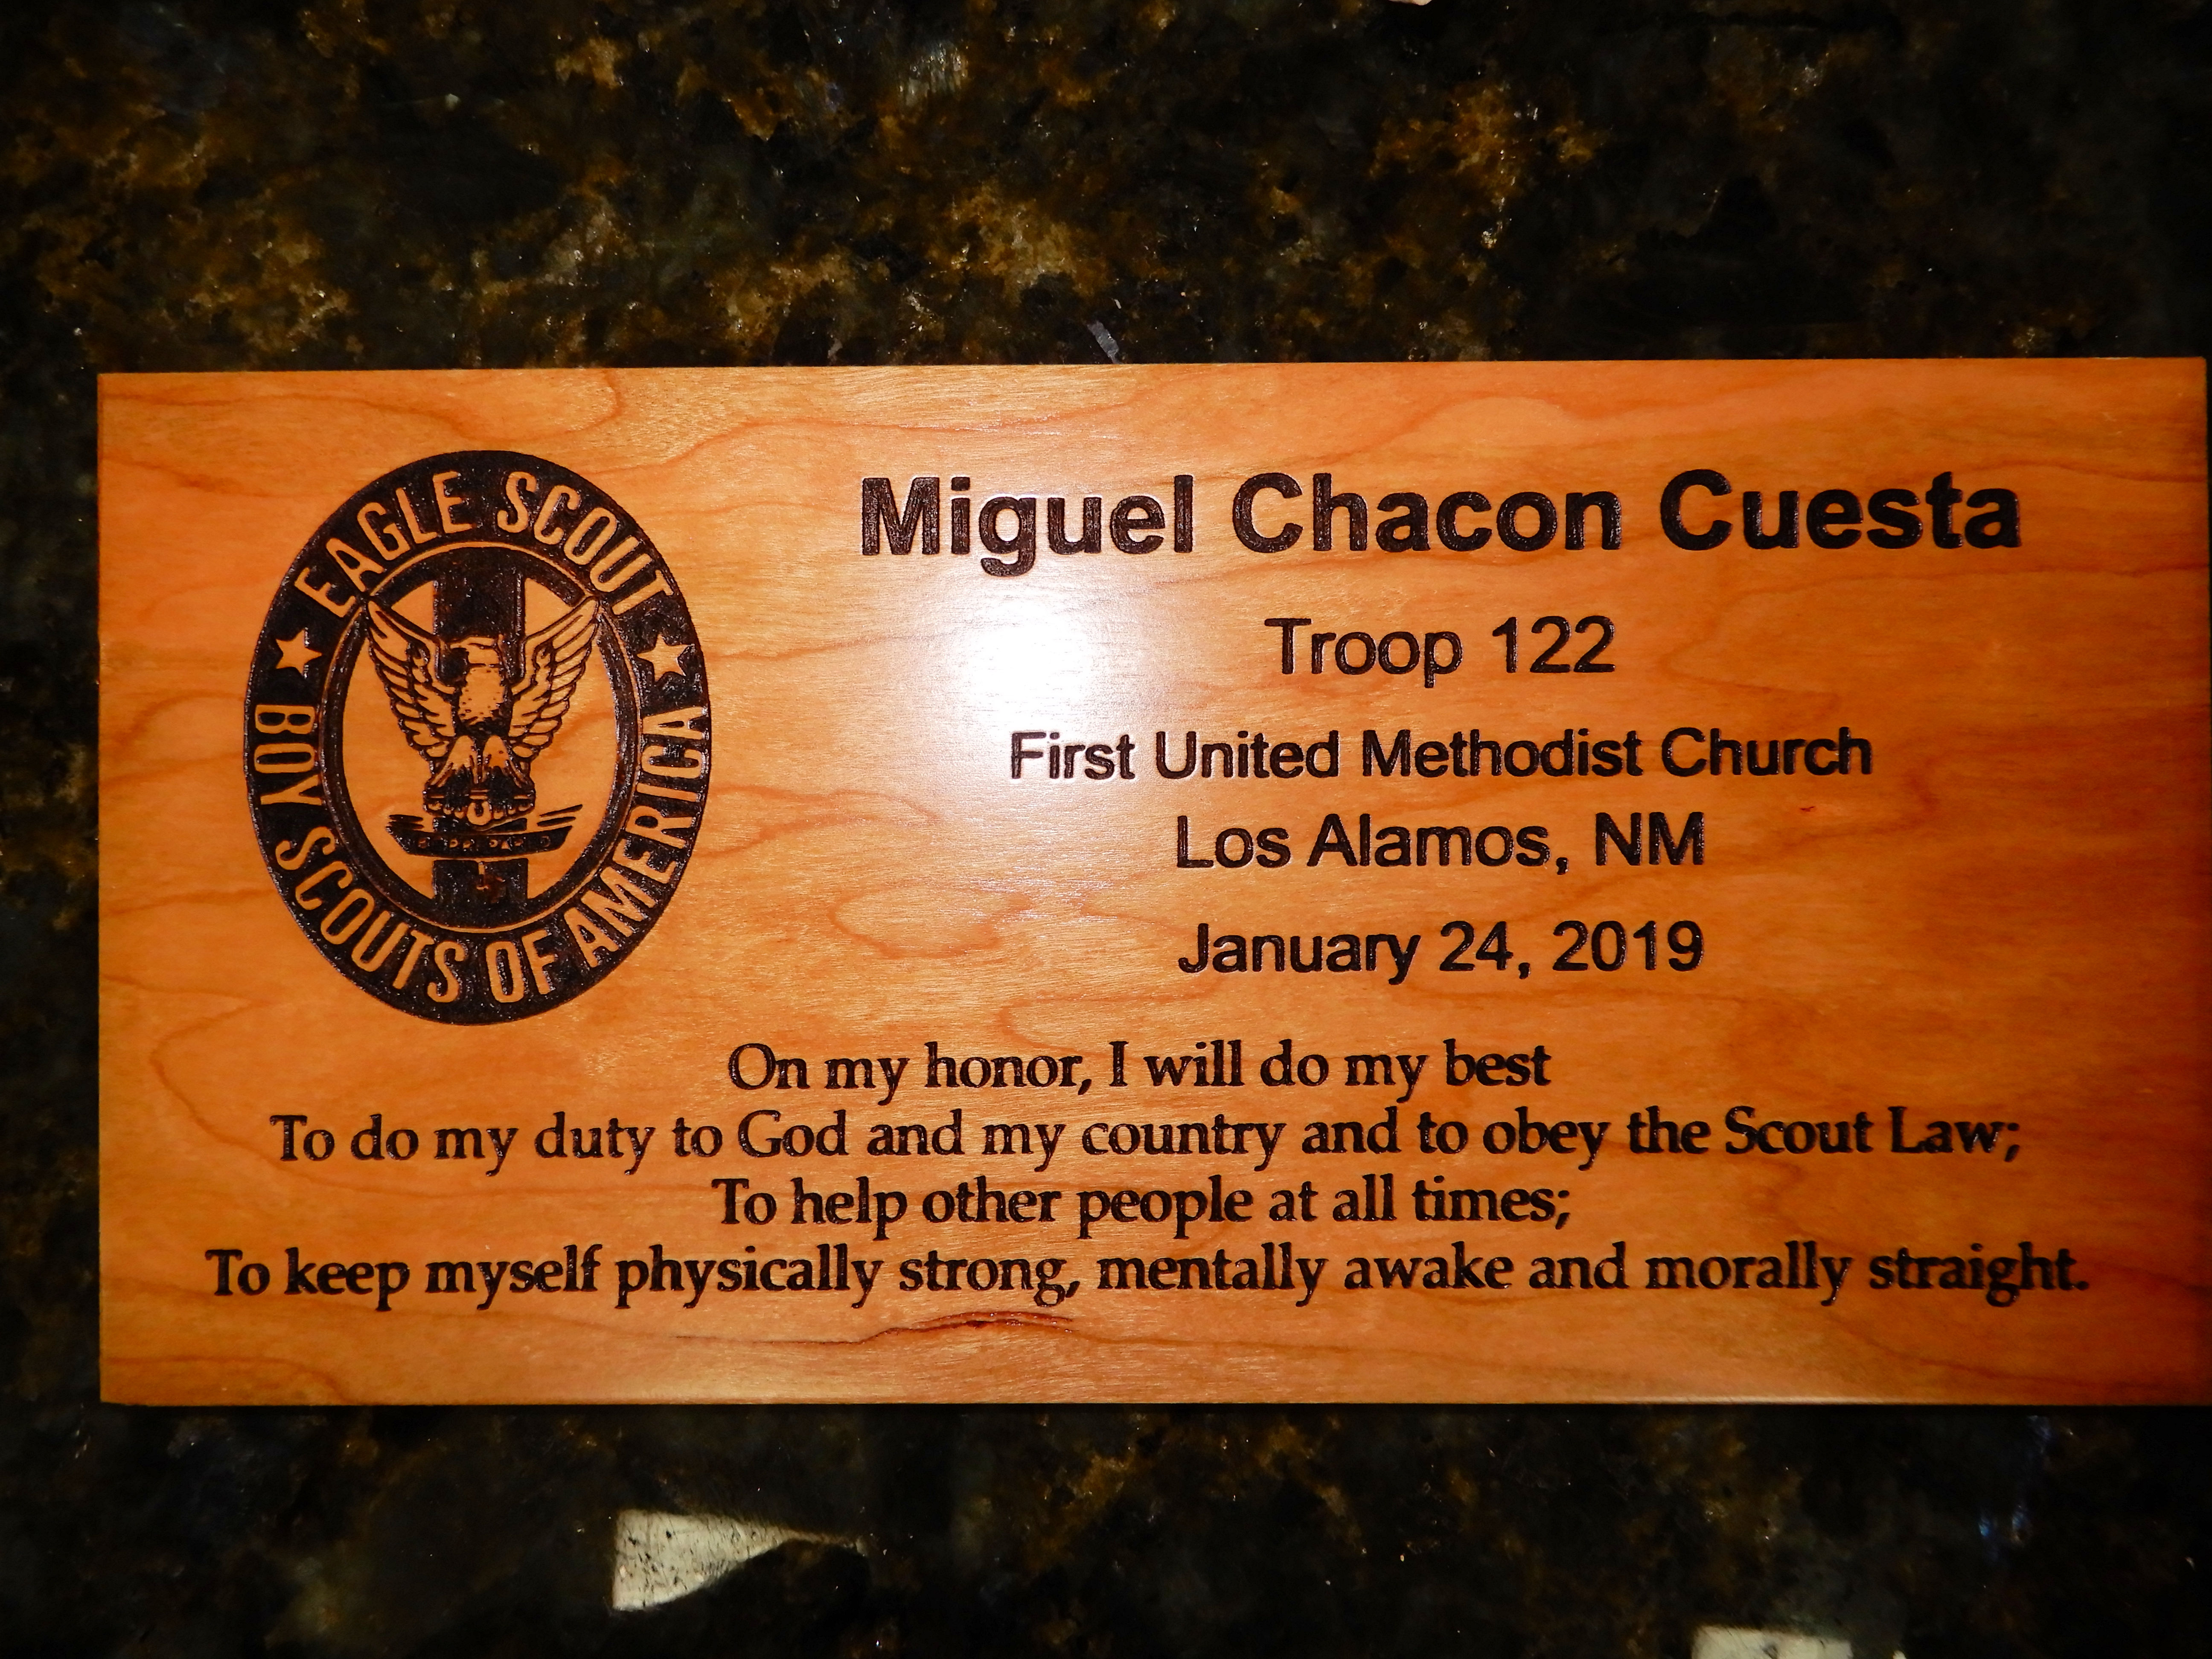 EAGLE SCOUT
BOY SCOUTS OF AMERICA
Miguel Chacon Cuesta
Troop 122
First United Methodist Church
Los Alamos, NM
January 24, 2019
On my honor, I will do my best
To do my duty to God and my country and to obey the Scout Law;
To help other people at all times;
To keep myself physically strong, mentally awake and morally straight.